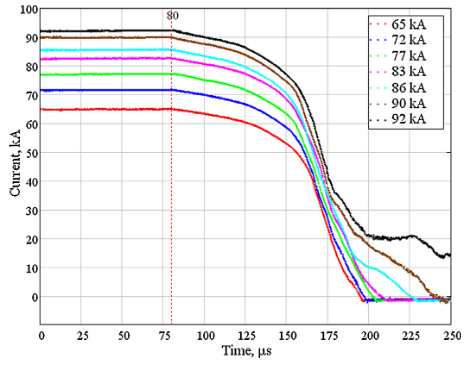 100
90
80
70
60
50
40
30
20
10
0
Current, kA
80
65 kA
72 kA
77 kA
83 kA
86 kA
90 kA
92 kA
0 25 50 75 100 125 150 175 200 225 250
Time, μs